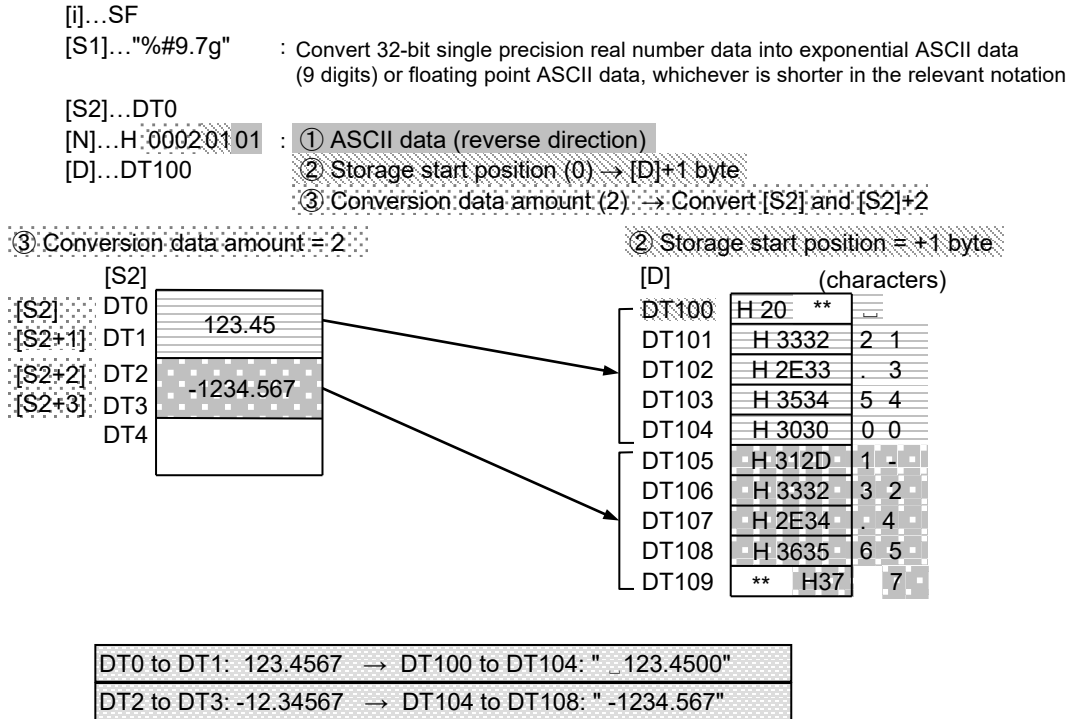 [i]…SF
[S1]…"%#9.7g" : Convert 32-bit single precision real number data into exponential ASCII data
(9 digits) or floating point ASCII data, whichever is shorter in the relevant notation
[S2]…DT0
[N]…H 0002 01 01 : ① ASCII data (reverse direction)
[D]…DT100 ② Storage start position (0) → [D]+1 byte
③ Conversion data amount (2) → Convert [S2] and [S2]+2
③ Conversion data amount = 2 ② Storage start position = +1 byte
[S2] [D] (characters)
[S2] DT0 123.45 DT100 H 20 ** ⎵
[S2+1] DT1 DT101 H 3332 2 1
[S2+2] DT2 -1234.567 DT102 H 2E33 . 3
[S2+3] DT3 DT103 H 3534 5 4
DT4 DT104 H 3030 0 0
DT105 H 312D 1 -
DT106 H 3332 3 2
DT107 H 2E34 . 4
DT108 H 3635 6 5
DT109 ** H37 7
DT0 to DT1: 123.4567 → DT100 to DT104: " ⎵123.4500"
DT2 to DT3: -12.34567 → DT104 to DT108: " -1234.567"